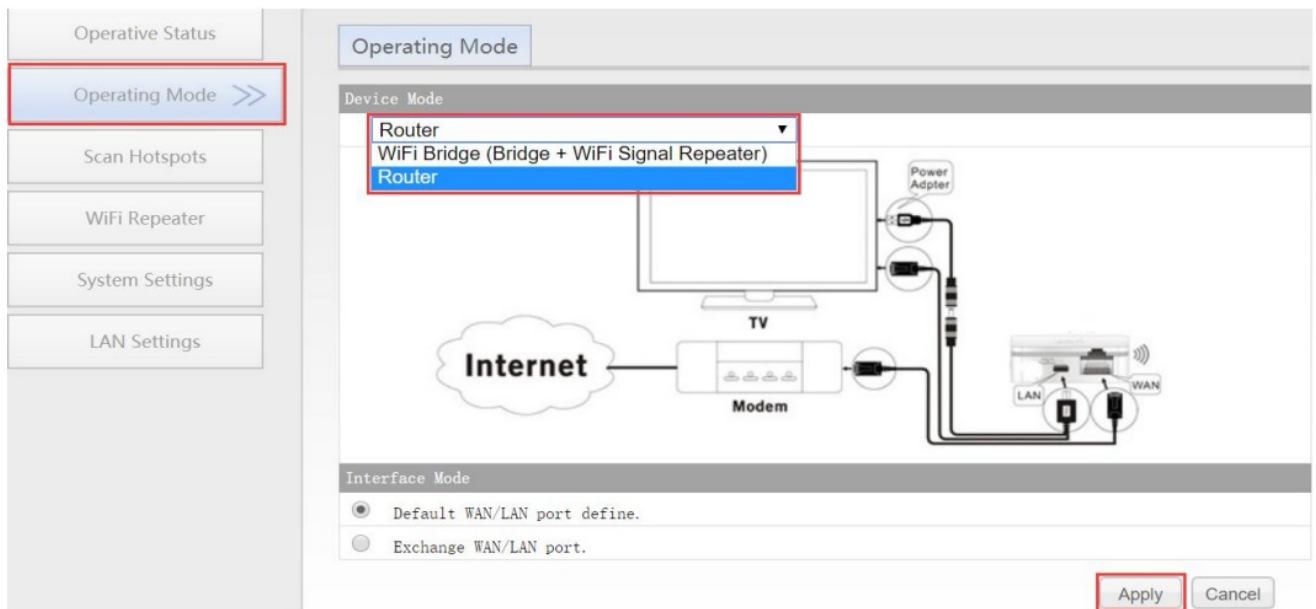 Operative Status
Operating Mode
Scan Hotspots
WiFi Repeater
System Settings
LAN Settings
Operating Mode
Device Mode
Router
WiFi Bridge (Bridge + WiFi Signal Repeater)
Router
Power
Adpter
TV
Internet
Modem
LAN
WAN
Interface Mode
Default WAN/LAN port define.
Exchange WAN/LAN port.
Apply
Cancel